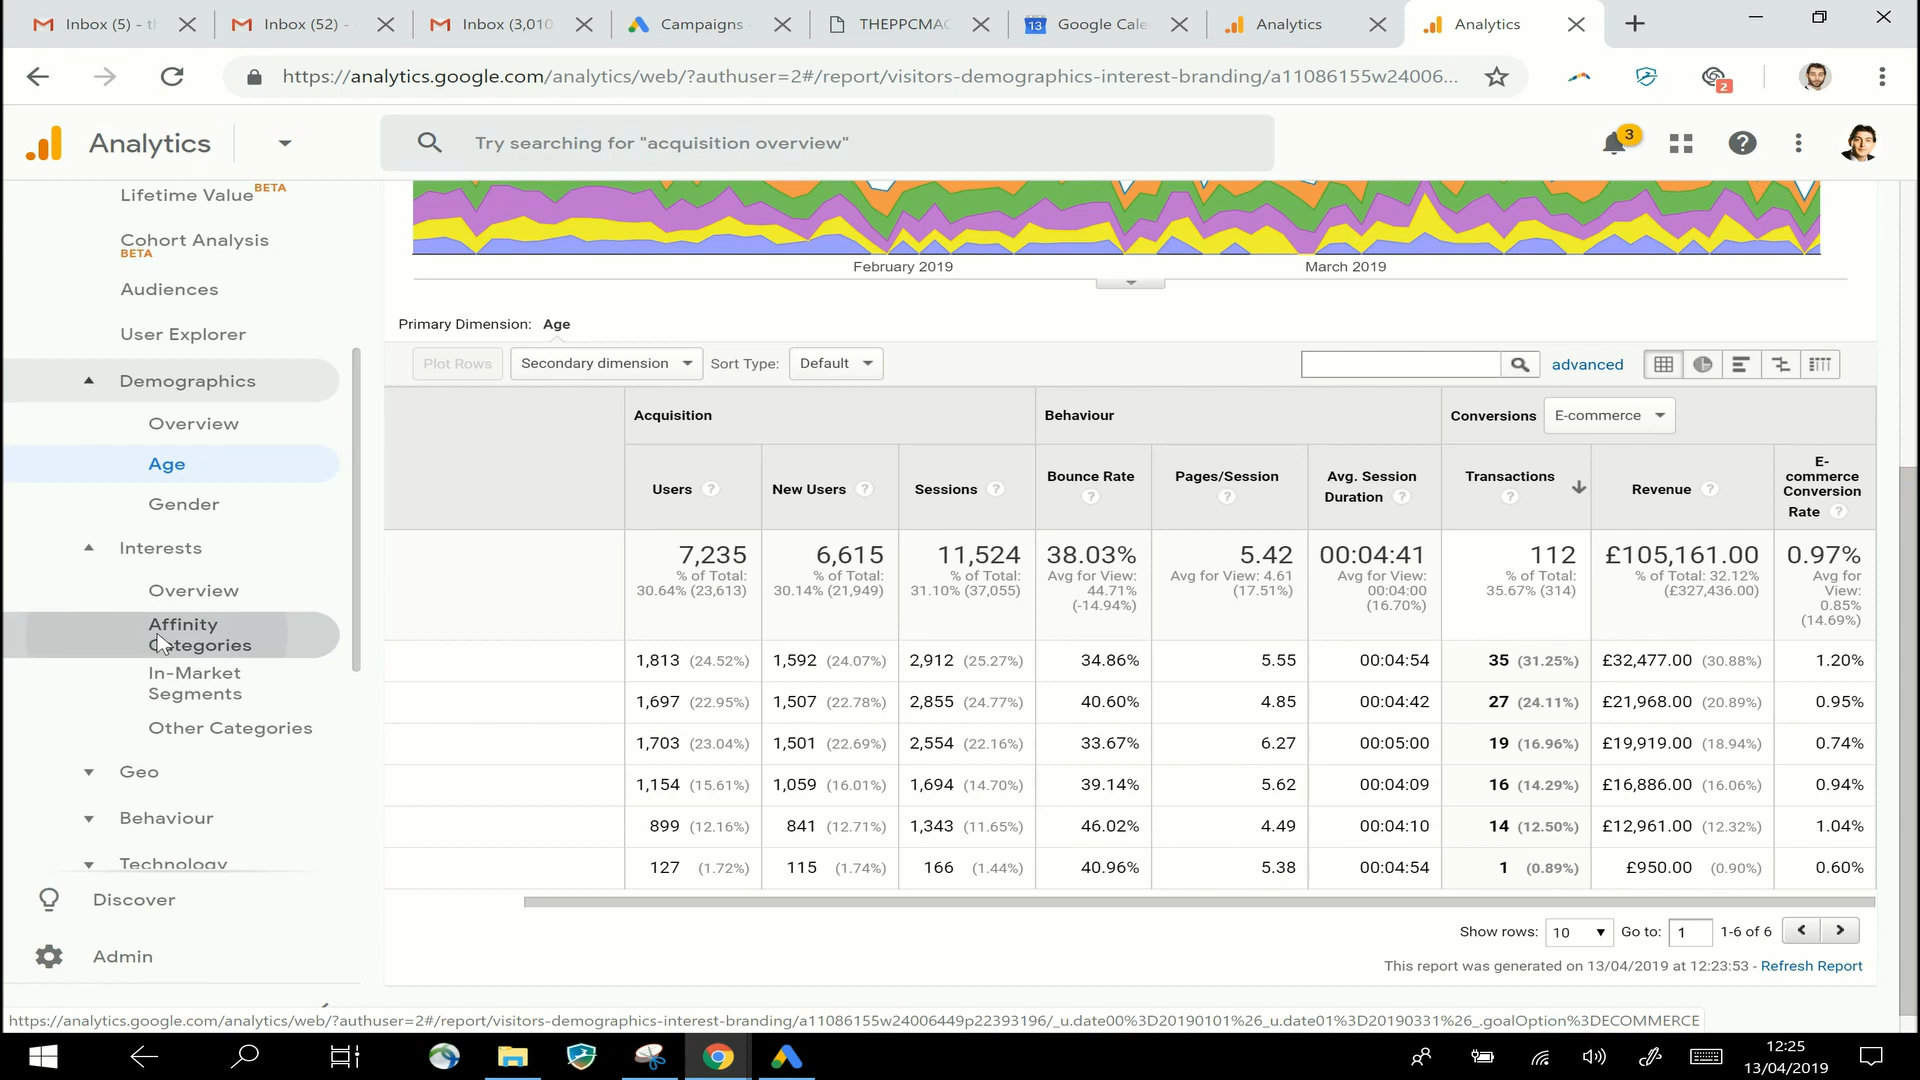 Inbox (5) - th
Inbox (52) -
Inbox (3,010
Campaigns -
THEPPCMAC
Google Cale
Analytics
Analytics
https://analytics.google.com/analytics/web/?authuser=2#/report/visitors-demographics-interest-branding/a11086155w24006...
2
Analytics
Try searching for "acquisition overview"
3
Lifetime Value BETA
Cohort Analysis
BETA
Audiences
User Explorer
Demographics
Overview
Age
Gender
Interests
Overview
Affinity
Categories
In-Market
Segments
Other Categories
Geo
Behaviour
Technology
Discover
Admin
February 2019 March 2019
Primary Dimension: Age
Plot Rows Secondary dimension Sort Type: Default advanced
Acquisition Behaviour Conversions E-commerce
Users ? New Users ? Sessions ? Bounce Rate ? Pages/Session ? Avg. Session Duration ? Transactions ? Revenue ? E-commerce Conversion Rate ?
7,235 6,615 11,524 38.03% 5.42 00:04:41 112 £105,161.00 0.97%
% of Total: 30.64% (23,613) % of Total: 30.14% (21,949) % of Total: 31.10% (37,055) Avg for View: 44.71% (-14.94%) Avg for View: 4.61 (17.51%) Avg for View: 00:04:00 (16.70%) % of Total: 35.67% (314) % of Total: 32.12% (£327,436.00) Avg for View: 0.85% (14.69%)
1,813 (24.52%) 1,592 (24.07%) 2,912 (25.27%) 34.86% 5.55 00:04:54 35 (31.25%) £32,477.00 (30.88%) 1.20%
1,697 (22.95%) 1,507 (22.78%) 2,855 (24.77%) 40.60% 4.85 00:04:42 27 (24.11%) £21,968.00 (20.89%) 0.95%
1,703 (23.04%) 1,501 (22.69%) 2,554 (22.16%) 33.67% 6.27 00:05:00 19 (16.96%) £19,919.00 (18.94%) 0.74%
1,154 (15.61%) 1,059 (16.01%) 1,694 (14.70%) 39.14% 5.62 00:04:09 16 (14.29%) £16,886.00 (16.06%) 0.94%
899 (12.16%) 841 (12.71%) 1,343 (11.65%) 46.02% 4.49 00:04:10 14 (12.50%) £12,961.00 (12.32%) 1.04%
127 (1.72%) 115 (1.74%) 166 (1.44%) 40.96% 5.38 00:04:54 1 (0.89%) £950.00 (0.90%) 0.60%
Show rows: 10 Go to: 1 1-6 of 6
This report was generated on 13/04/2019 at 12:23:53 - Refresh Report
https://analytics.google.com/analytics/web/?authuser=2#/report/visitors-demographics-interest-branding/a11086155w24006449p22393196/_u.date00%3D20190101%26_u.date01%3D20190331%26_.goalOption%3DECOMMERCE
12:25
13/04/2019